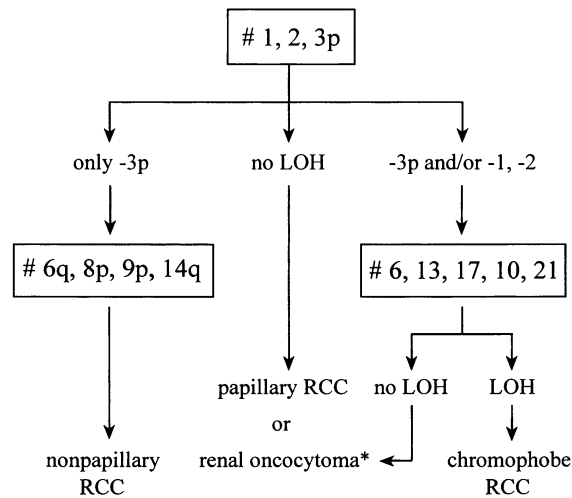 # 1, 2, 3p
only -3p
no LOH
-3p and/or -1, -2
# 6q, 8p, 9p, 14q
# 6, 13, 17, 10, 21
papillary RCC
or
renal oncocytoma*
no LOH
LOH
nonpapillary
RCC
chromophobe
RCC